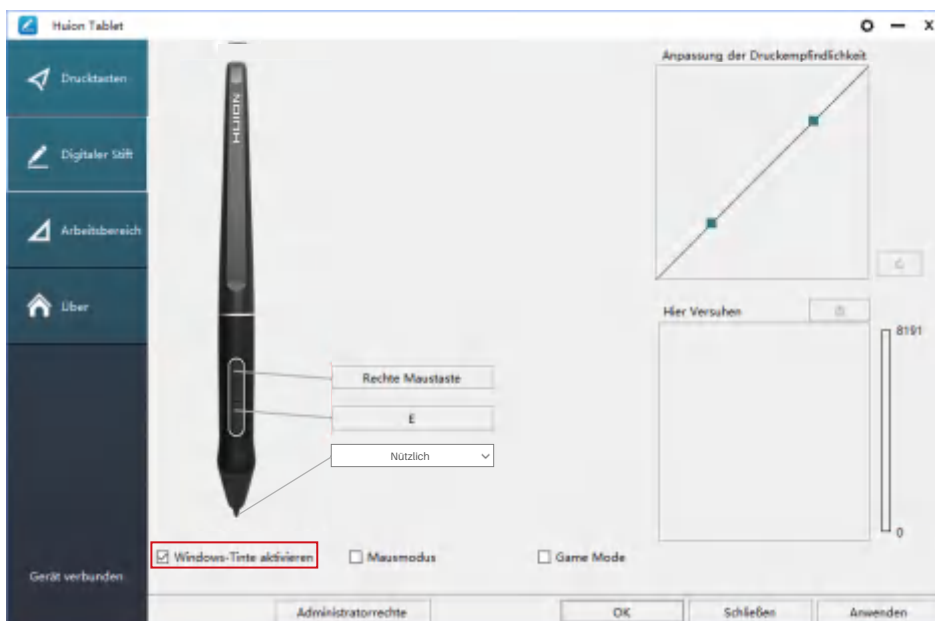 Huion Tablet
Drucktasten
Digitaler Stift
Arbeitsbereich
Über
Gerät verbunden
HUION
Rechte Maustaste
E
Nützlich
Windows-Tinte aktivieren
Mausmodus
Game Mode
Anpassung der Druckempfindlichkeit
Hier Versuhen
8191
0
Administratorrechte
OK
Schließen
Anwenden